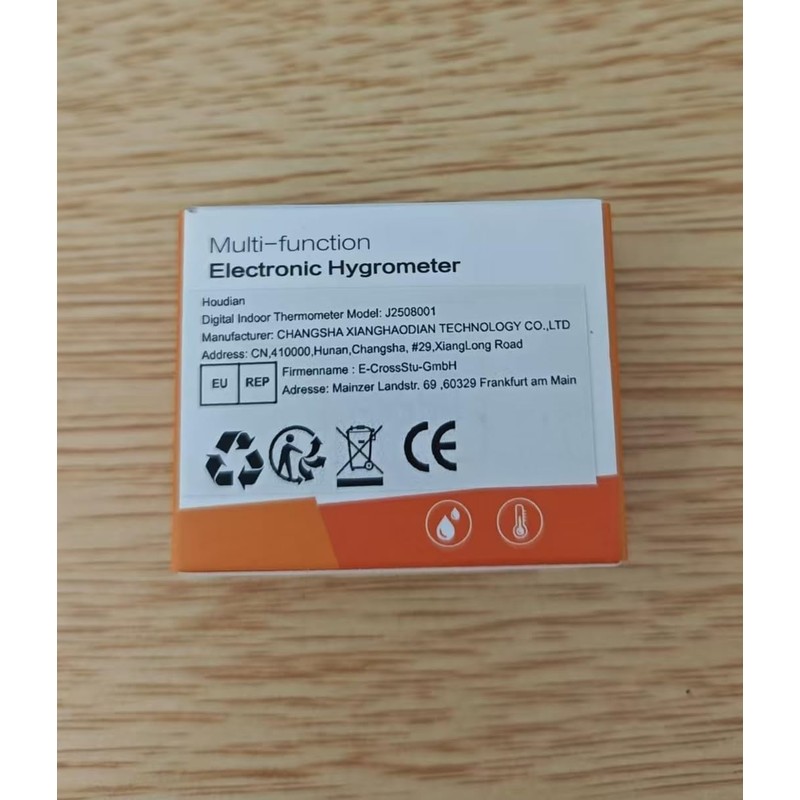 Multi-function
Electronic Hygrometer
Houdian
Digital Indoor Thermometer Model: J2508001
Manufacturer: CHANGSHA XIANGHAODIAN TECHNOLOGY CO.,LTD
Address: CN,410000,Hunan,Changsha, #29,XiangLong Road
EU REP
Firmenname : E-CrossStu-GmbH
Adresse: Mainzer Landstr. 69 ,60329 Frankfurt am Main
CE